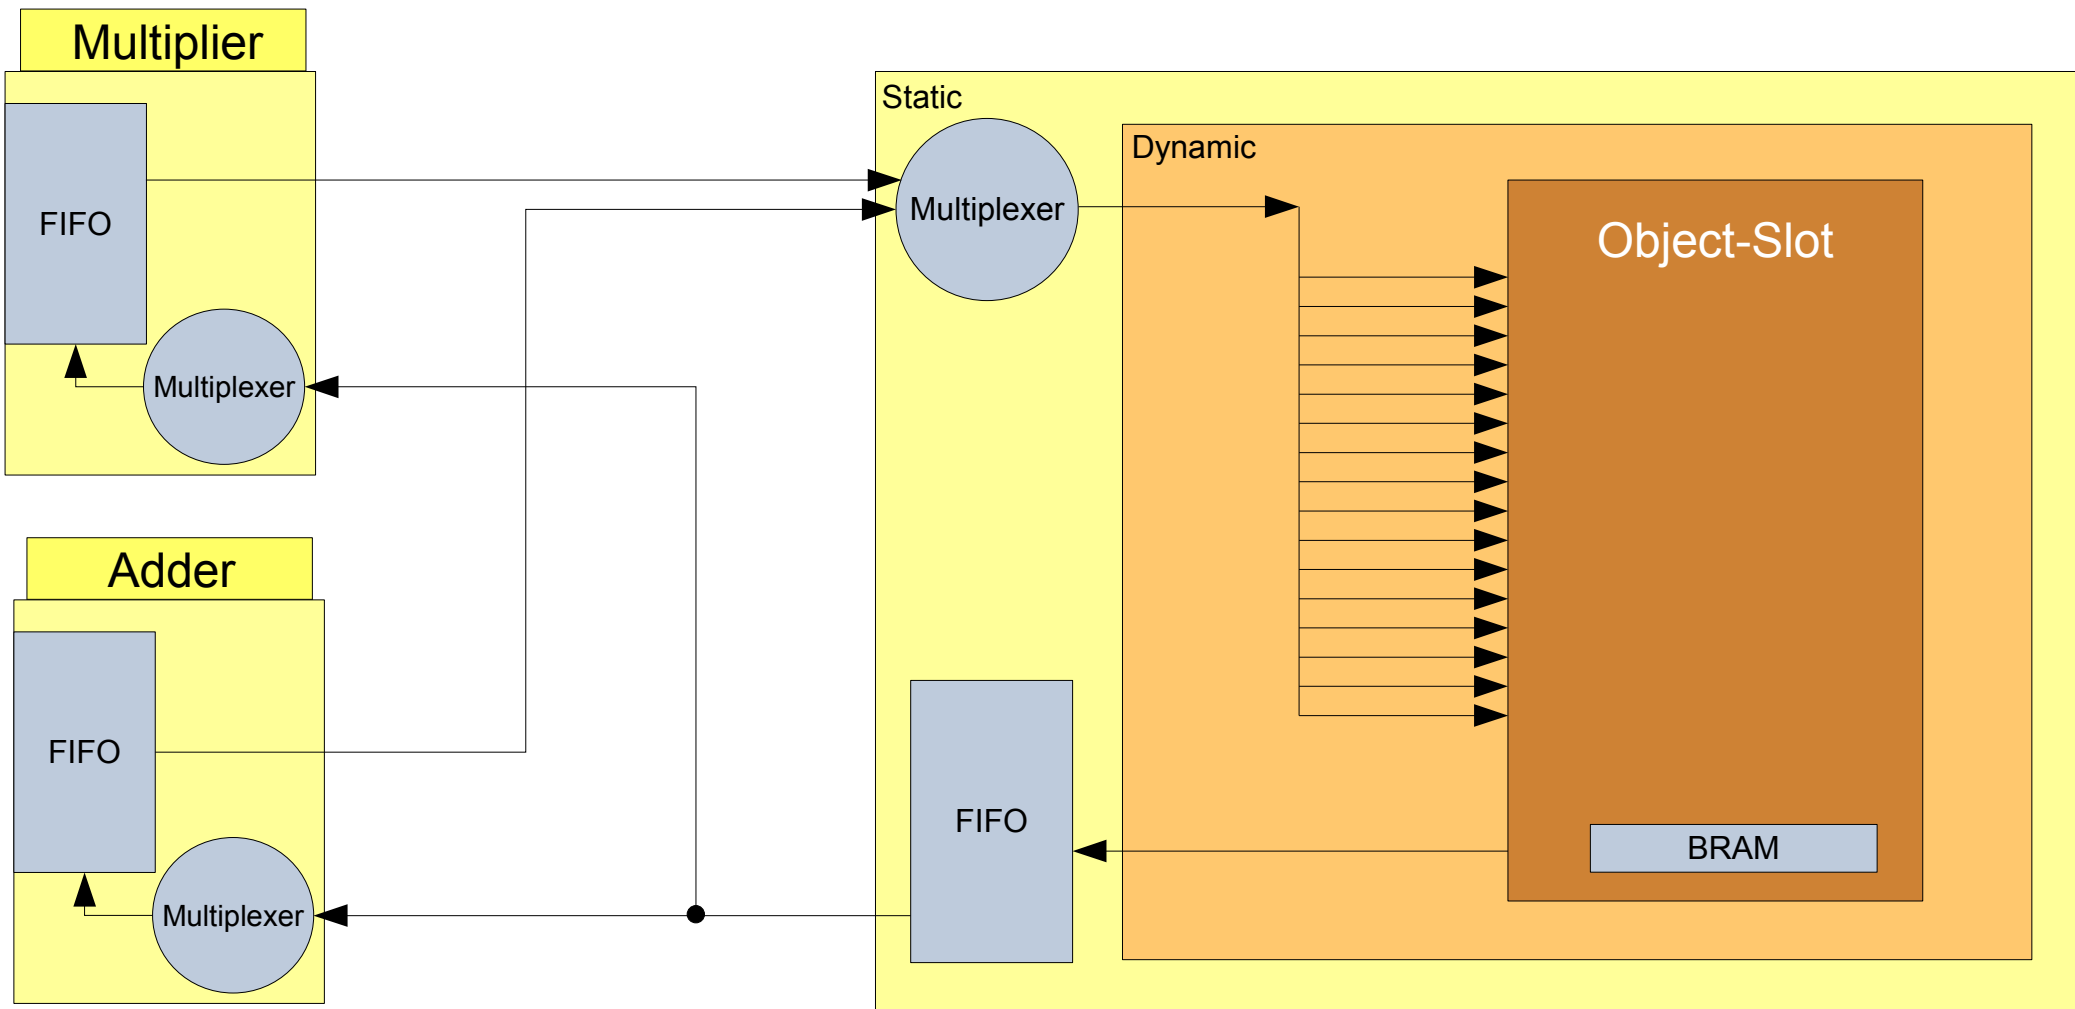 Multiplier
FIFO
Multiplexer
Adder
FIFO
Multiplexer
Static
Multiplexer
FIFO
Dynamic
Object-Slot
BRAM